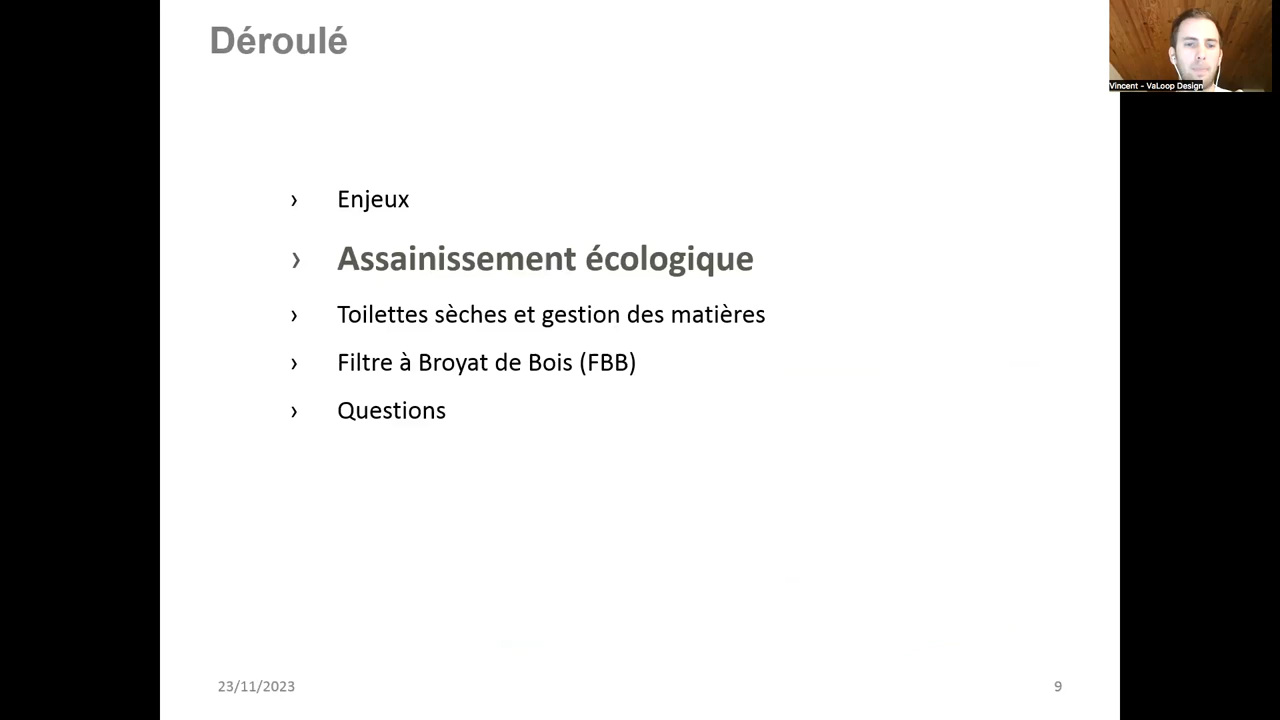 Déroulé
Vincent - VaLoop Design
› Enjeux
› Assainissement écologique
› Toilettes sèches et gestion des matières
› Filtre à Broyat de Bois (FBB)
› Questions
23/11/2023
9